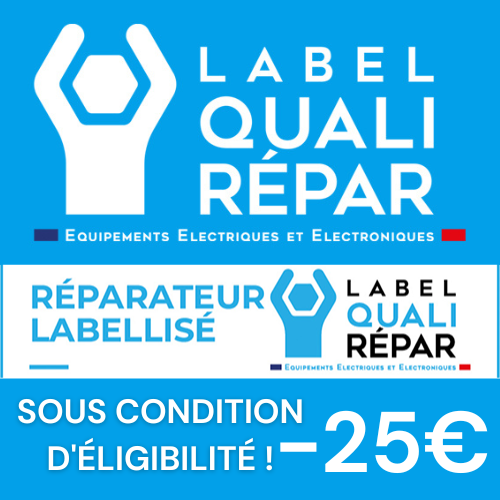 LABEL
QUALI
RÉPAR
EQUIPEMENTS ELECTRIQUES ET ELECTRONIQUES
RÉPARATEUR
LABELLISÉ
LABEL
QUALI
RÉPAR
EQUIPEMENTS ELECTRIQUES ET ELECTRONIQUES
SOUS CONDITION
D'ÉLIGIBILITÉ !
-25€